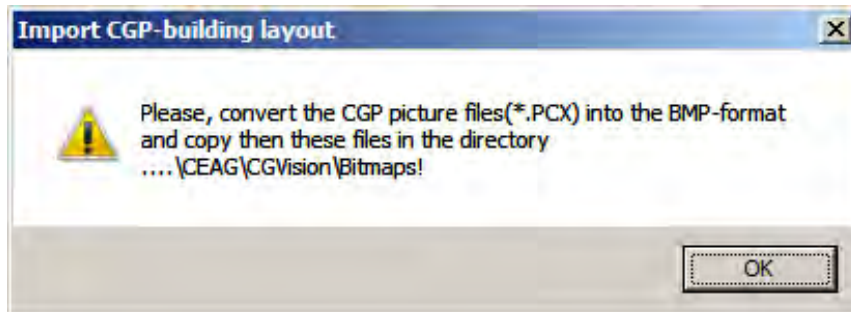 Import CGP-building layout
Please, convert the CGP picture files(*.PCX) into the BMP-format
and copy then these files in the directory
....\CEAG\CGVision\Bitmaps!
OK